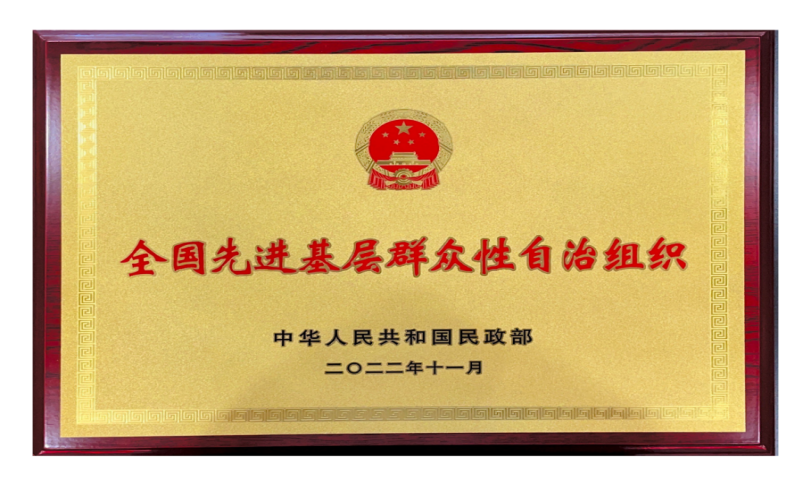 全国先进基层群众性自治组织
中华人民共和国民政部
二〇二二年十一月